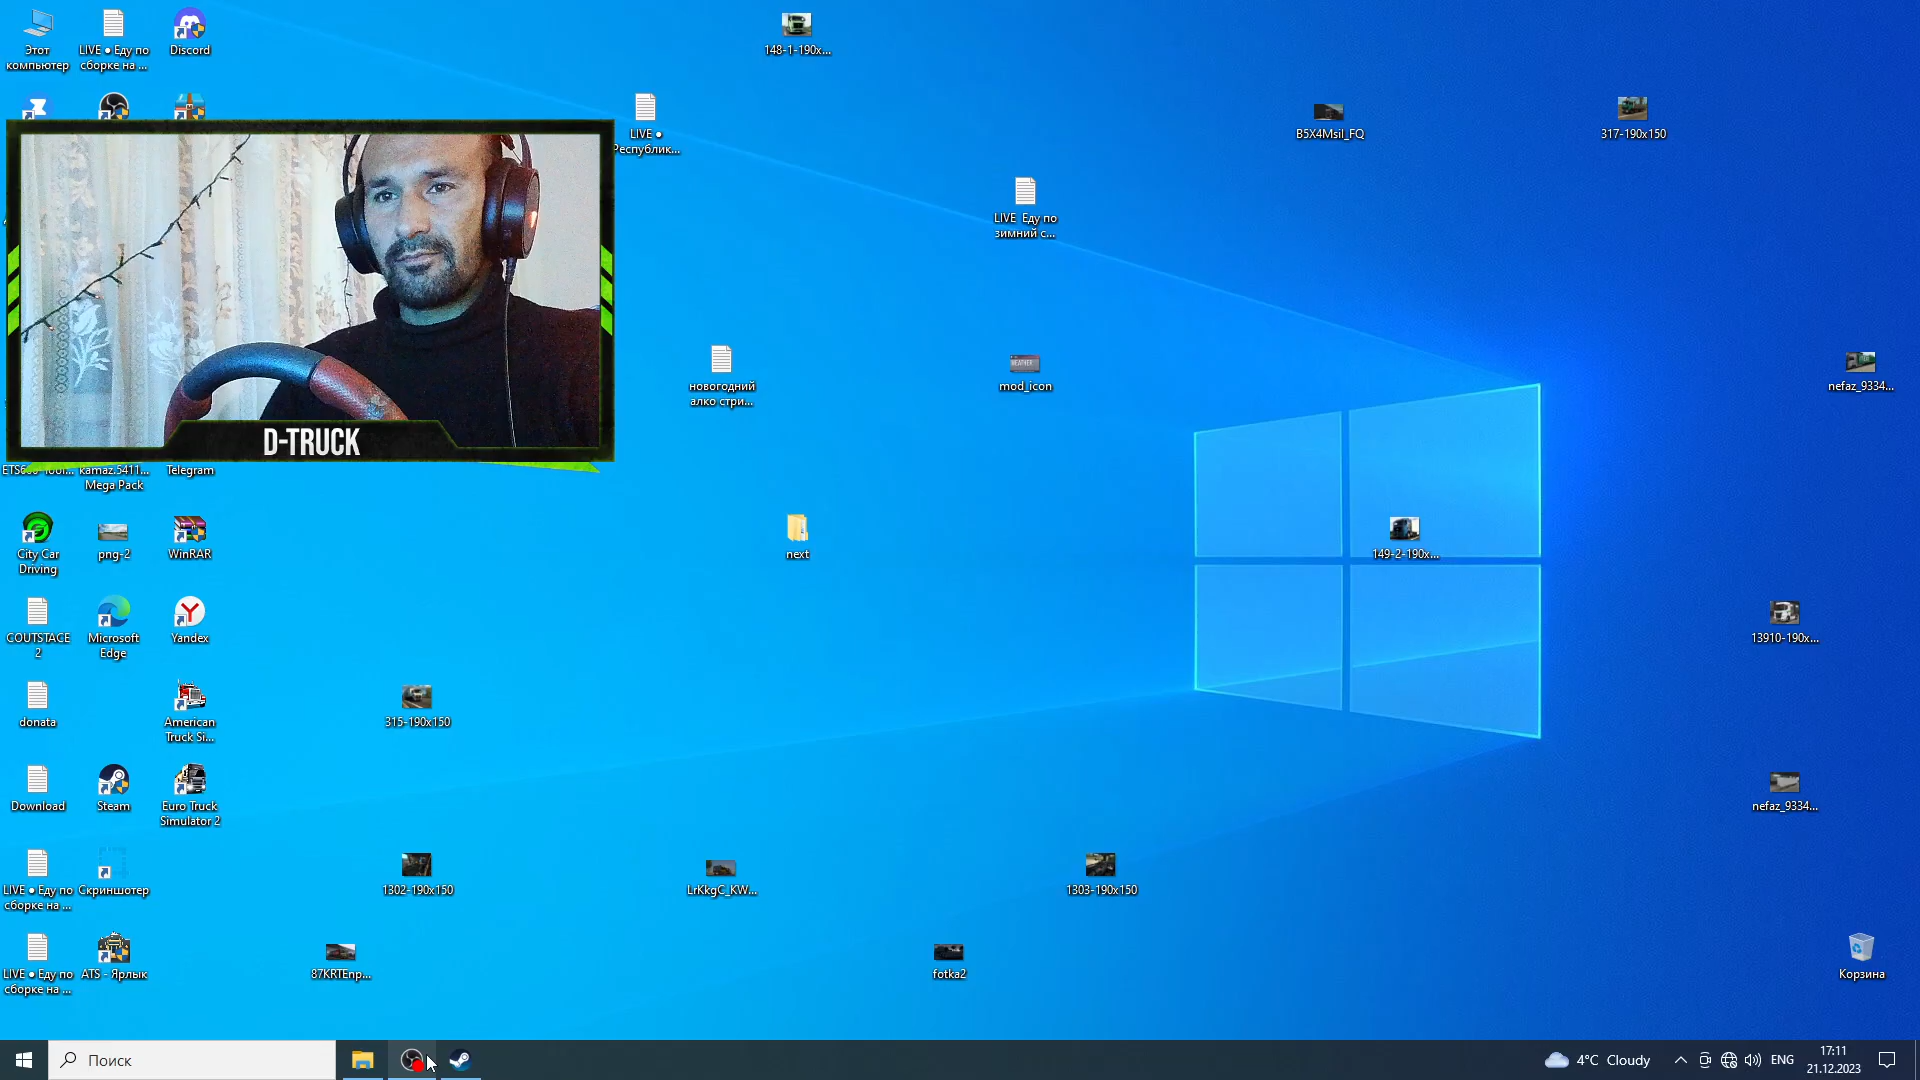 Этот
компьютер
LIVE ● Еду по
сборке на ...
Discord
148-1-190x...
LIVE ●
Республик...
B5X4Msil_FQ
317-190x150
LIVE Еду по
зимний с...
новогодний
алко стри...
mod_icon
nefaz_9334...
D-TRUCK
kamaz.5411...
Mega Pack
Telegram
City Car
Driving
png-2
WinRAR
next
149-2-190x...
COUTSTACE
2
Microsoft
Edge
Yandex
13910-190x...
donata
American
Truck Si...
315-190x150
Download
Steam
Euro Truck
Simulator 2
nefaz_9334...
LIVE ● Еду по
сборке на ...
Скриншотер
1302-190x150
LrKkgC_KW...
1303-190x150
LIVE ● Еду по
сборке на ...
ATS - Ярлык
87KRTEnp...
fotka2
Корзина
Поиск
4°C Cloudy
ENG
17:11
21.12.2023